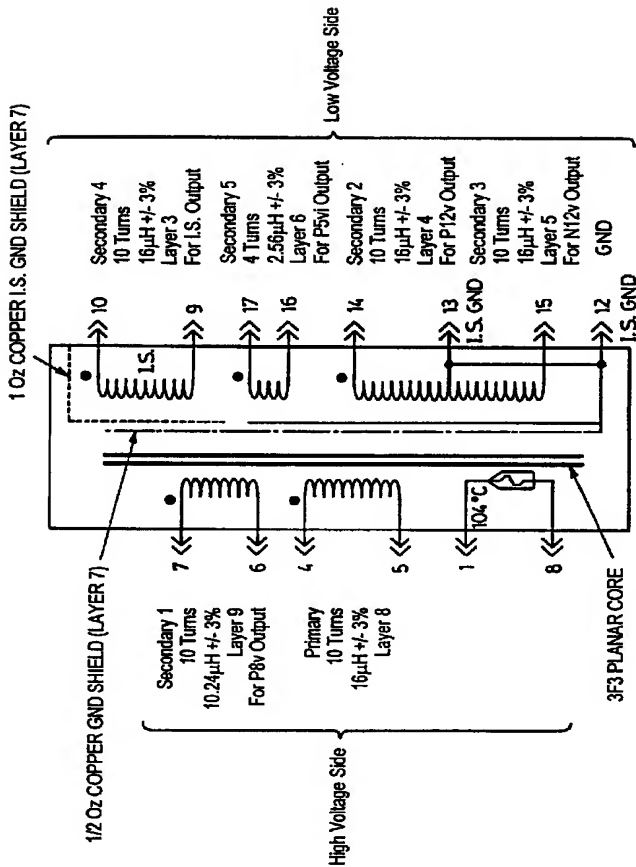 1 Oz COPPER I.S. GND SHIELD (LAYER 7)
1/2 Oz COPPER GND SHIELD (LAYER 7)
High Voltage Side
Secondary 1
10 Turns
10.24µH +/- 3%
Layer 9
For P8v Output
Primary
10 Turns
16µH +/- 3%
Layer 8
7
6
4
5
1
8
104°C
3F3 PLANAR CORE
I.S.
10
9
17
16
14
13
I.S. GND
15
12
I.S. GND
Secondary 4
10 Turns
16µH +/- 3%
Layer 3
For I.S. Output
Secondary 5
4 Turns
2.56µH +/- 3%
Layer 6
For P5vi Output
Secondary 2
10 Turns
16µH +/- 3%
Layer 4
For P12v Output
Secondary 3
10 Turns
16µH +/- 3%
Layer 5
For N12v Output
GND
Low Voltage Side